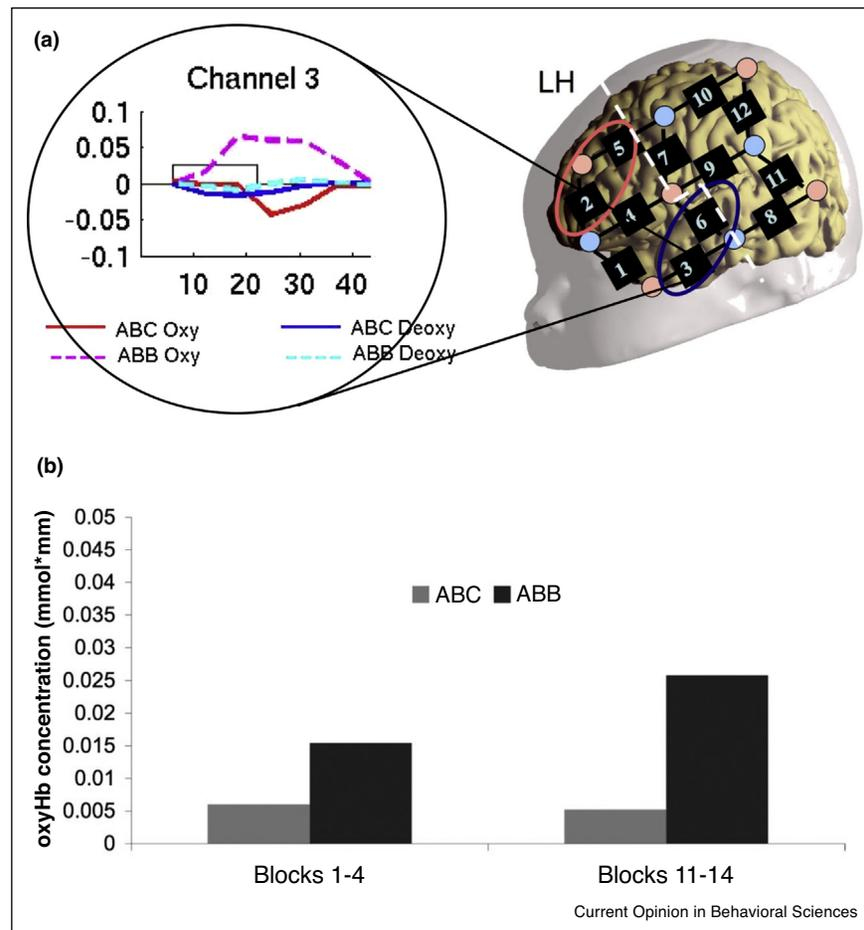 (a)
Channel 3
0.1
0.05
0
-0.05
-0.1
10 20 30 40
ABC Oxy ABC Deoxy
ABB Oxy ABB Deoxy
LH
10
12
5
7
9
11
2
4
6
8
1
3
(b)
oxyHb concentration (mmol*mm)
0.05
0.045
0.04
0.035
0.03
0.025
0.02
0.015
0.01
0.005
0
ABC ABB
Blocks 1-4 Blocks 11-14
Current Opinion in Behavioral Sciences